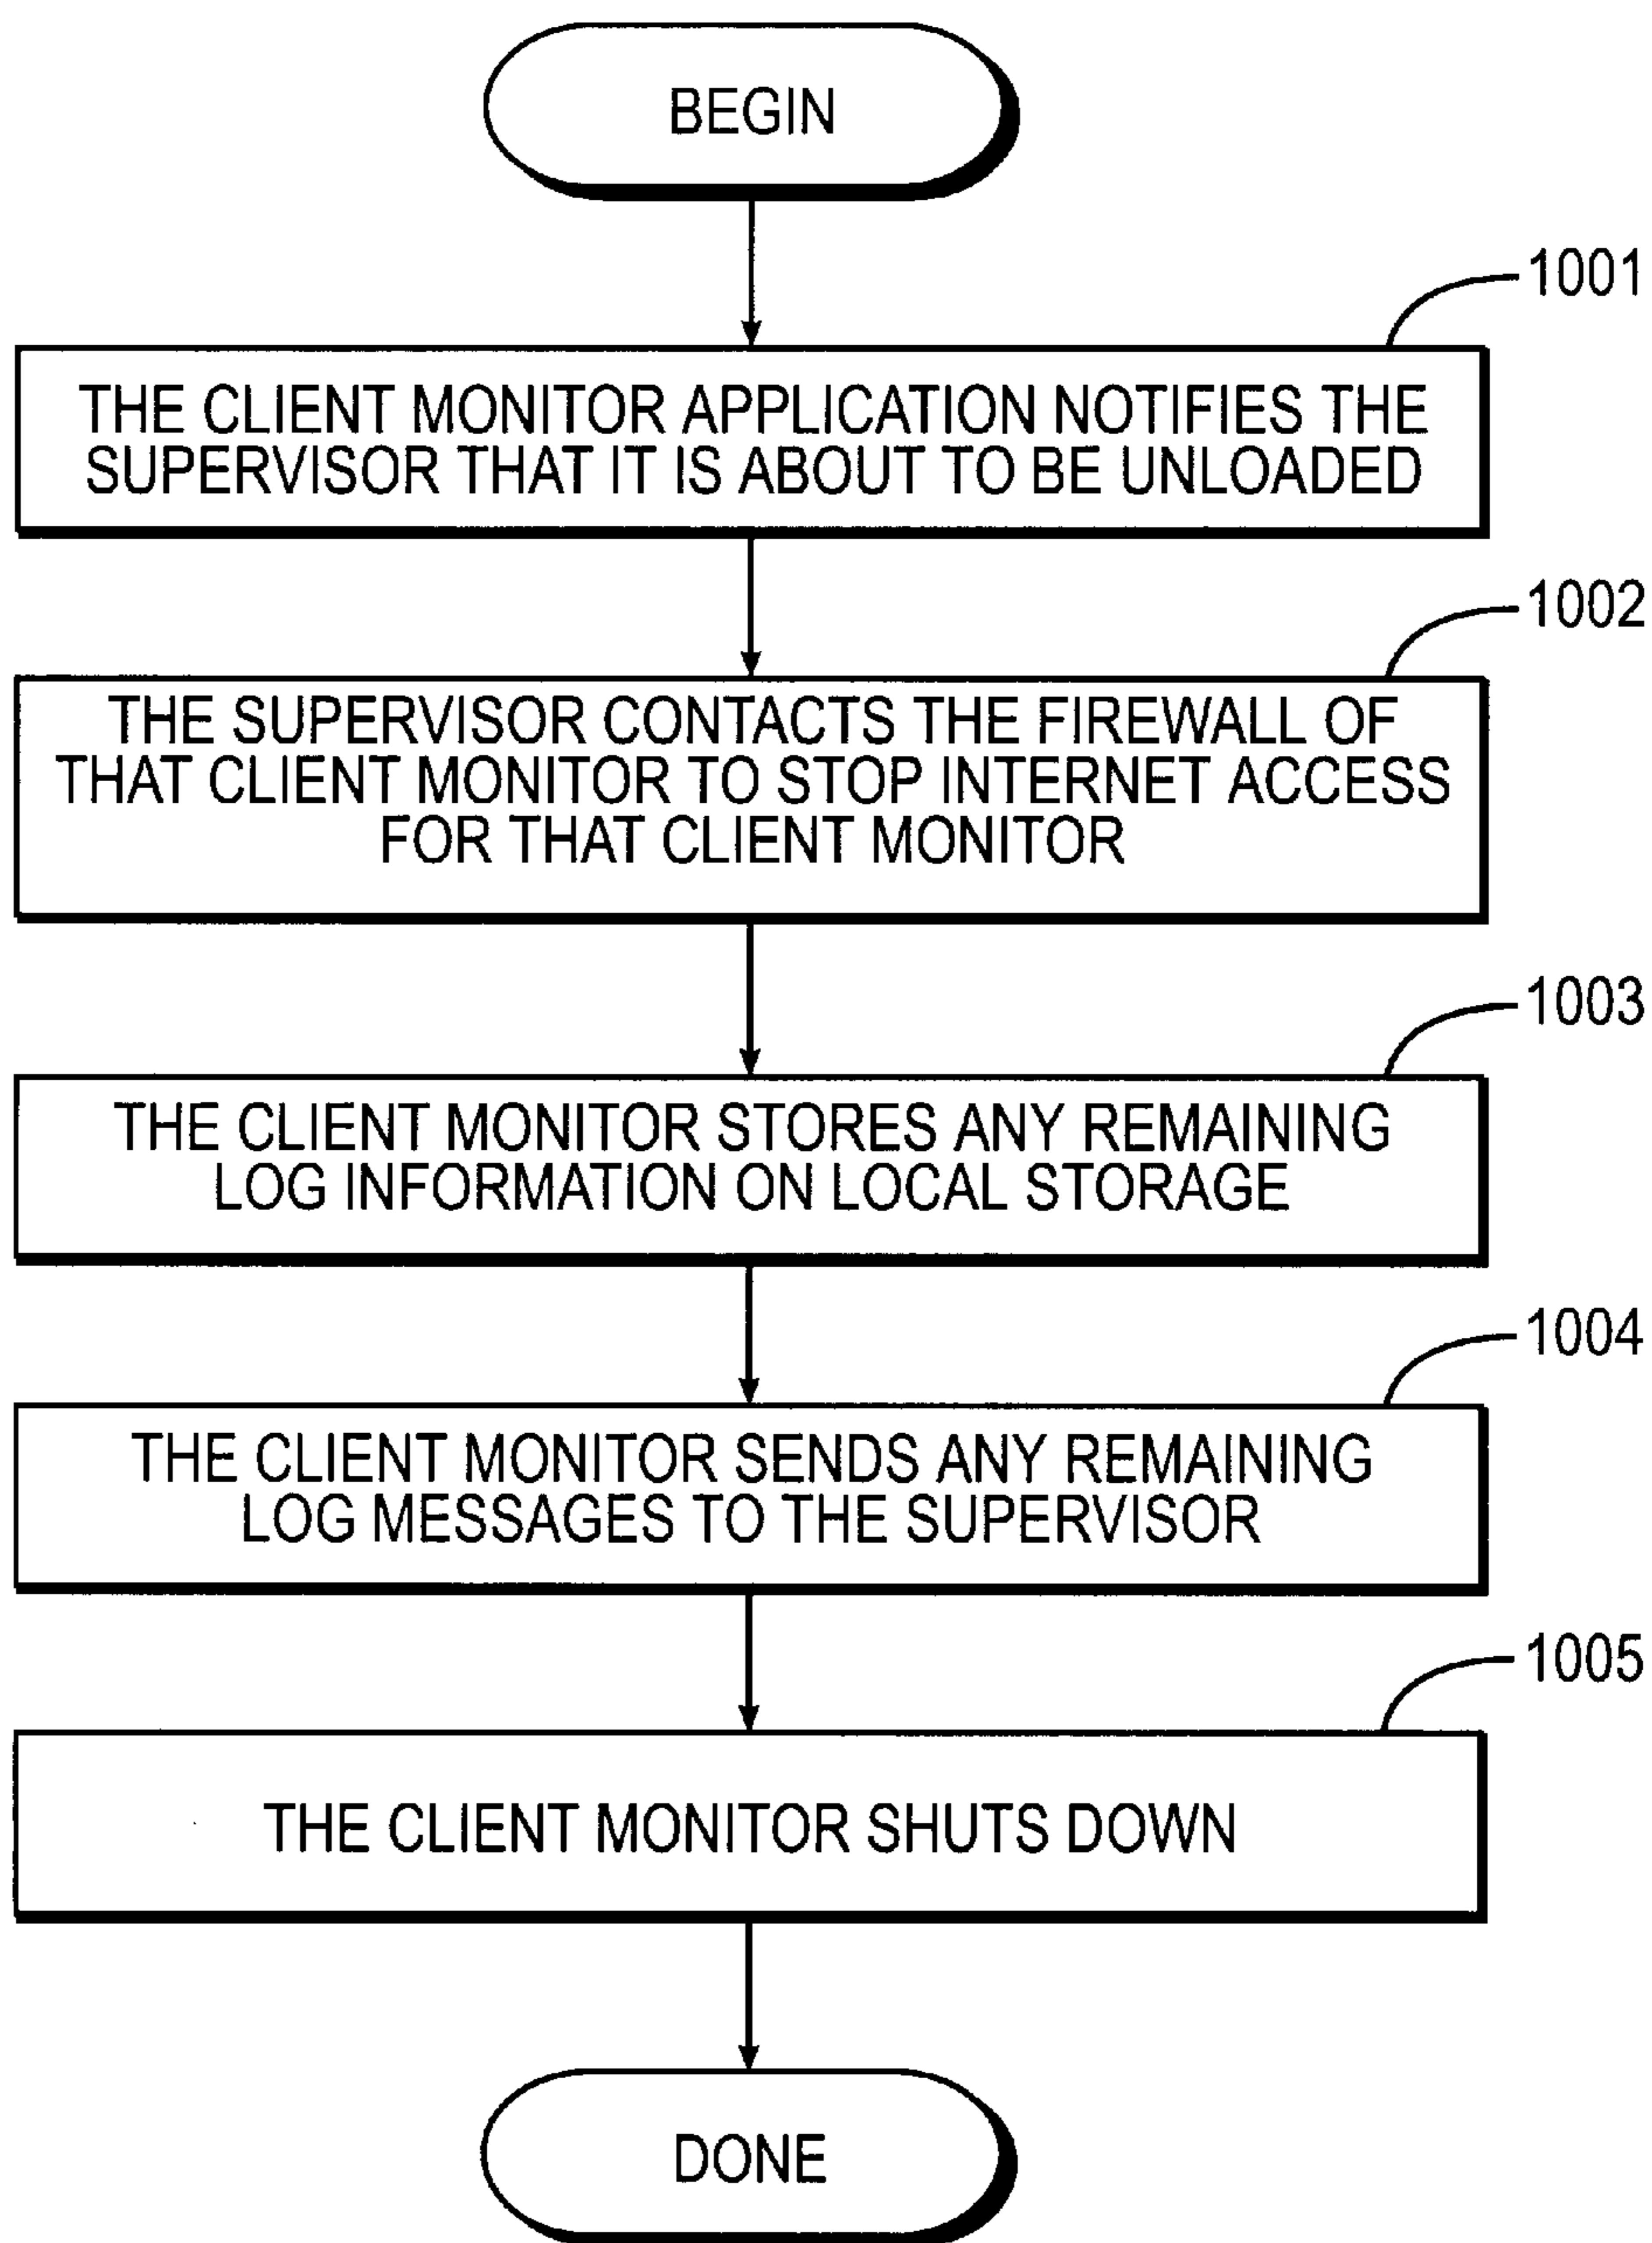 BEGIN
1001
THE CLIENT MONITOR APPLICATION NOTIFIES THE
SUPERVISOR THAT IT IS ABOUT TO BE UNLOADED
1002
THE SUPERVISOR CONTACTS THE FIREWALL OF
THAT CLIENT MONITOR TO STOP INTERNET ACCESS
FOR THAT CLIENT MONITOR
1003
THE CLIENT MONITOR STORES ANY REMAINING
LOG INFORMATION ON LOCAL STORAGE
1004
THE CLIENT MONITOR SENDS ANY REMAINING
LOG MESSAGES TO THE SUPERVISOR
1005
THE CLIENT MONITOR SHUTS DOWN
DONE